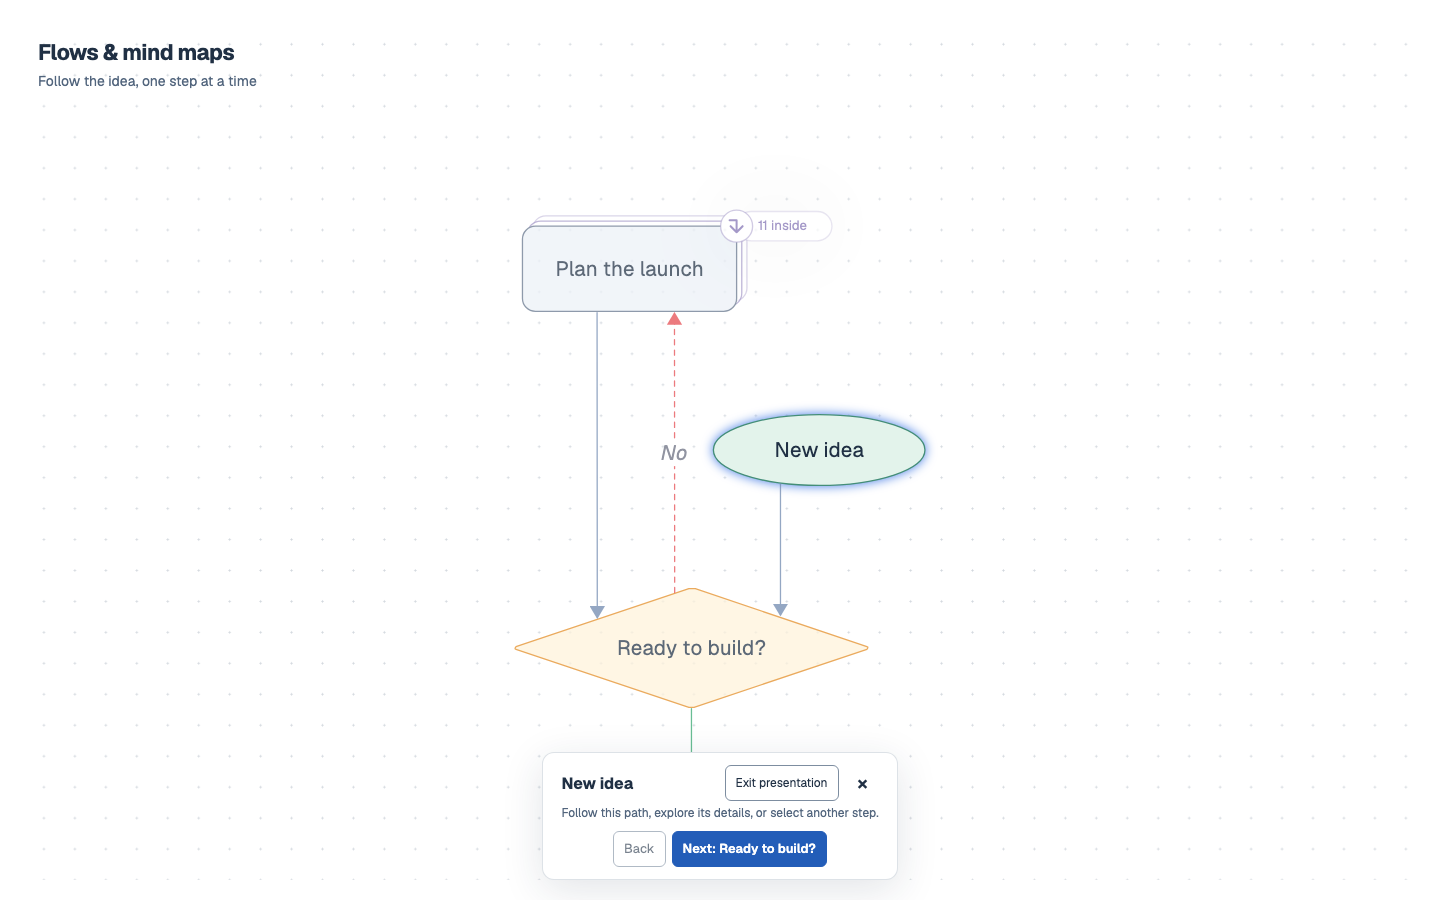 Flows & mind maps
Follow the idea, one step at a time
11 inside
Plan the launch
No
New idea
Ready to build?
New idea
Exit presentation
×
Follow this path, explore its details, or select another step.
Back
Next: Ready to build?